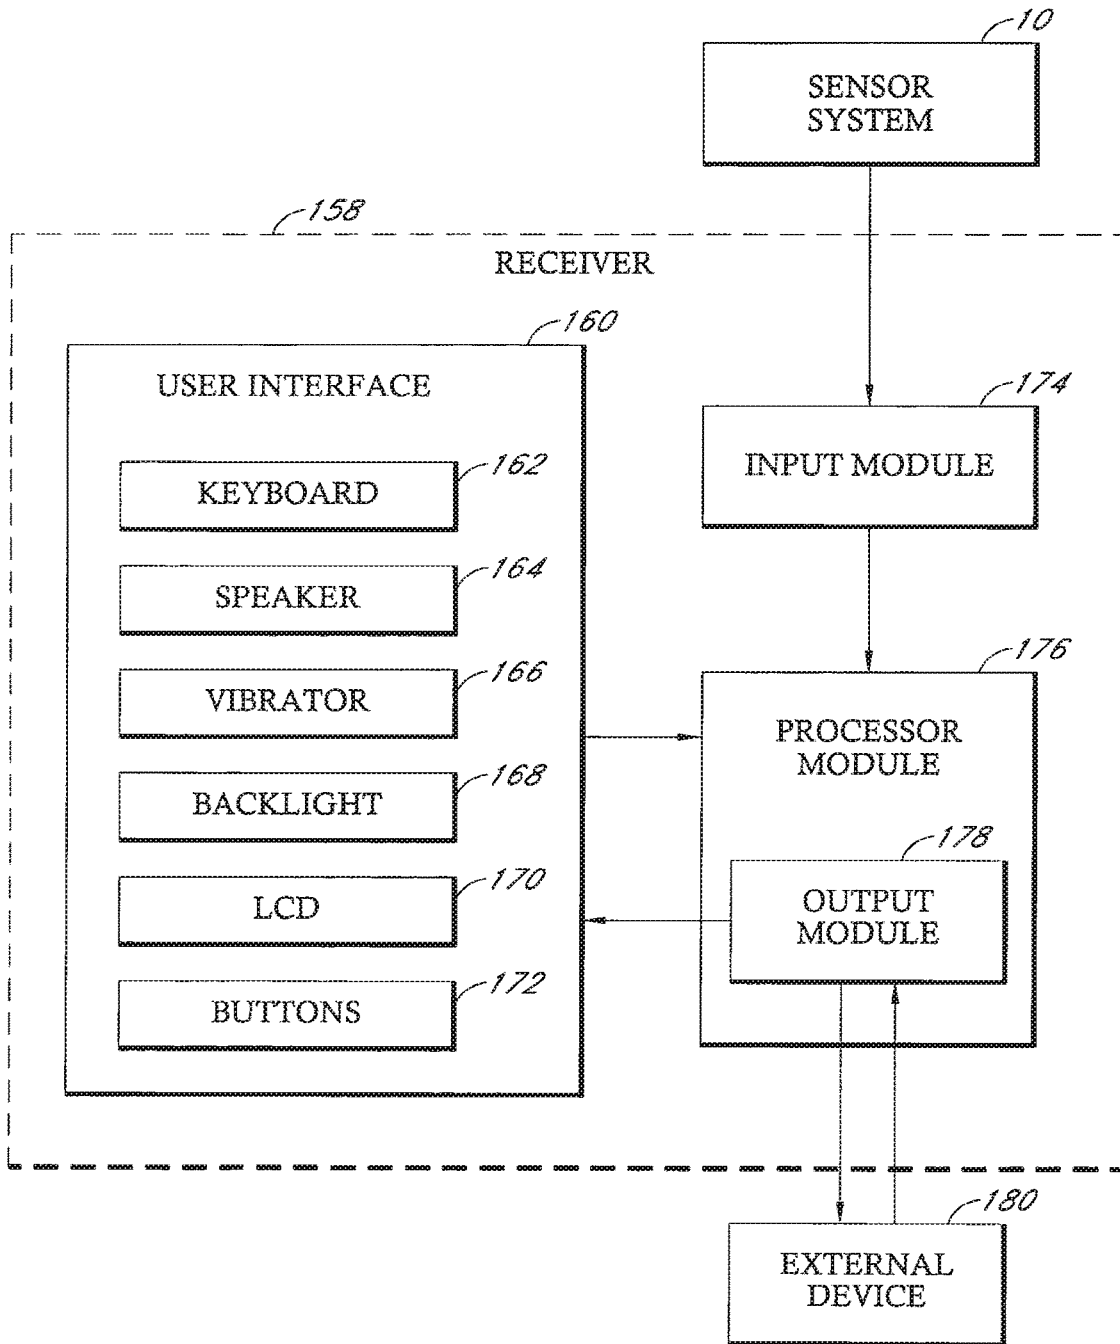 10
SENSOR
SYSTEM
158
RECEIVER
160
USER INTERFACE
174
INPUT MODULE
KEYBOARD
162
SPEAKER
164
VIBRATOR
166
BACKLIGHT
168
LCD
170
BUTTONS
172
176
PROCESSOR
MODULE
178
OUTPUT
MODULE
180
EXTERNAL
DEVICE